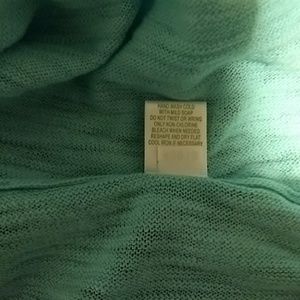 HAND WASH COLD
WITH MILD SOAP
DO NOT TWIST OR WRING
ONLY NON-CHLORINE
BLEACH WHEN NEEDED
RESHAPE AND DRY FLAT
COOL IRON IF NECESSARY